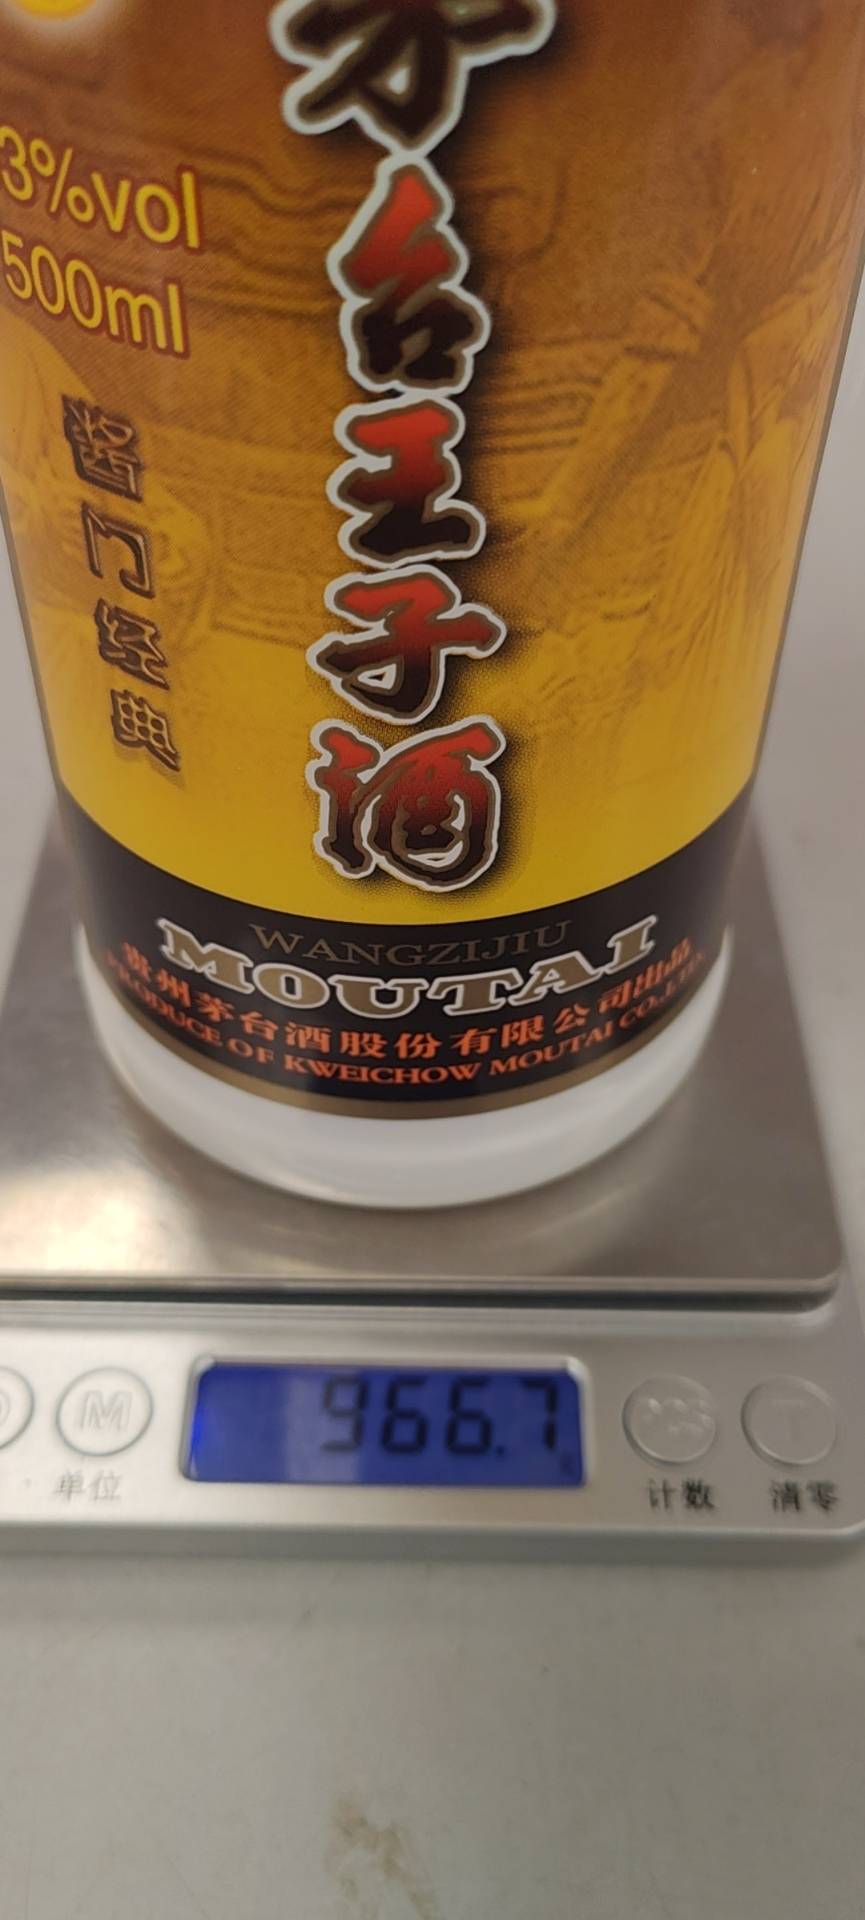 3%vol
500ml
茅台王子酒
酱门经典
WANGZIJIU
MOUTAI
贵州茅台酒股份有限公司出品
PRODUCE OF KWEICHOW MOUTAI CO.,LTD.
966.7
M
T
单位
计数
清零